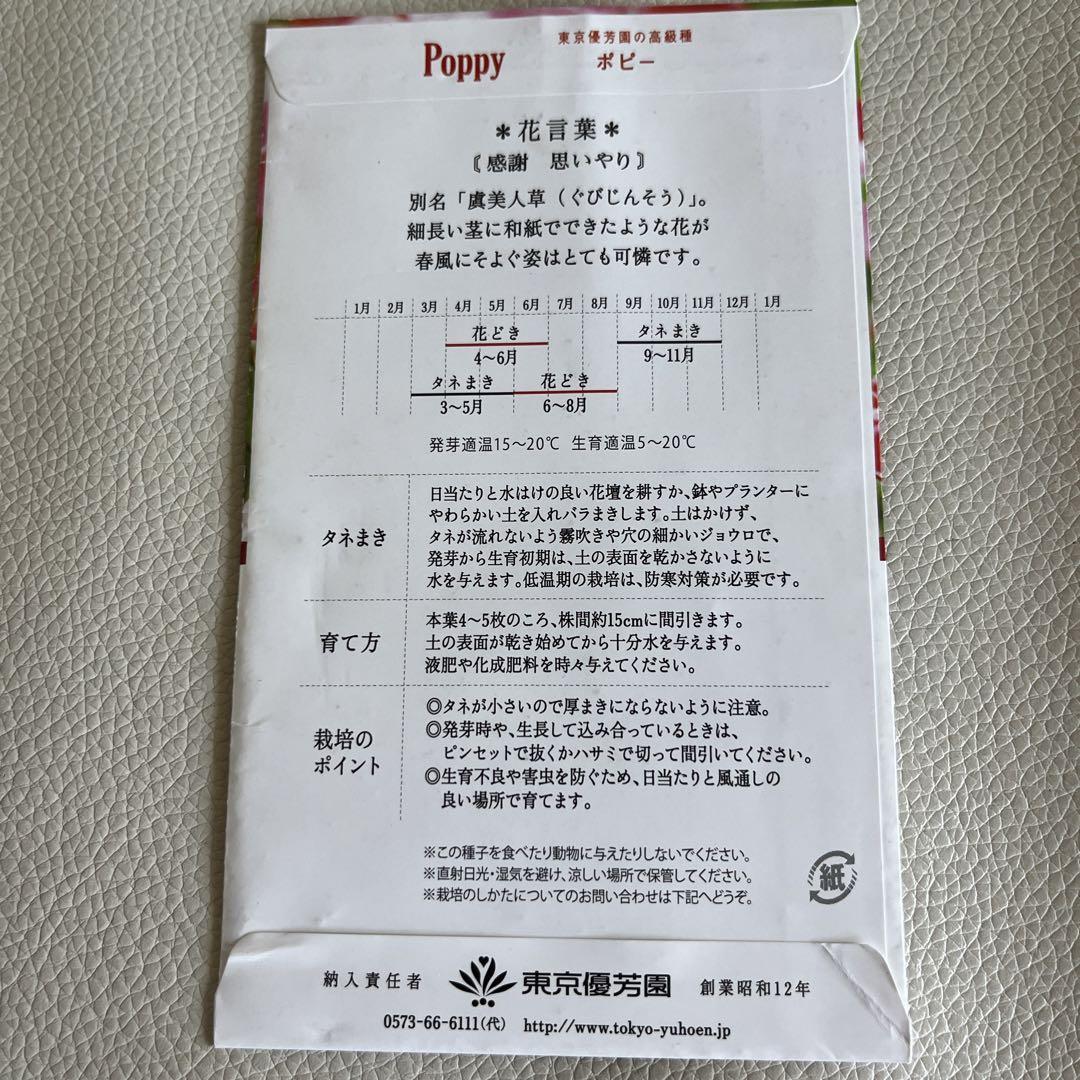 Poppy
東京優芳園の高級種
ポピー
＊花言葉＊
〘感謝　思いやり〙
別名「虞美人草（ぐびじんそう）」。
細長い茎に和紙でできたような花が
春風にそよぐ姿はとても可憐です。
1月 2月 3月 4月 5月 6月 7月 8月 9月 10月 11月 12月 1月
花どき
4〜6月
タネまき
9〜11月
タネまき
3〜5月
花どき
6〜8月
発芽適温15〜20℃ 生育適温5〜20℃
タネまき
日当たりと水はけの良い花壇を耕すか、鉢やプランターに
やわらかい土を入れバラまきします。土はかけず、
タネが流れないよう霧吹きや穴の細かいジョウロで、
発芽から生育初期は、土の表面を乾かさないように
水を与えます。低温期の栽培は、防寒対策が必要です。
育て方
本葉4〜5枚のころ、株間約15cmに間引きます。
土の表面が乾き始めてから十分水を与えます。
液肥や化成肥料を時々与えてください。
栽培の
ポイント
◎タネが小さいので厚まきにならないように注意。
◎発芽時や、生長して込み合っているときは、
ピンセットで抜くかハサミで切って間引いてください。
◎生育不良や害虫を防ぐため、日当たりと風通しの
良い場所で育てます。
※この種子を食べたり動物に与えたりしないでください。
※直射日光・湿気を避け、涼しい場所で保管してください。
※栽培のしかたについてのお問い合わせは下記へどうぞ。
紙
納入責任者 東京優芳園 創業昭和12年
0573-66-6111(代) http://www.tokyo-yuhoen.jp